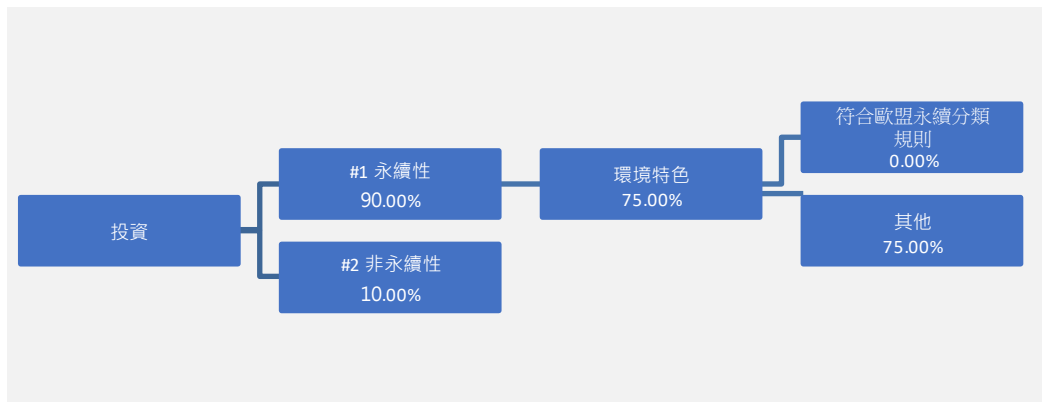 投資
#1 永續性
90.00%
#2 非永續性
10.00%
環境特色
75.00%
符合歐盟永續分類
規則
0.00%
其他
75.00%